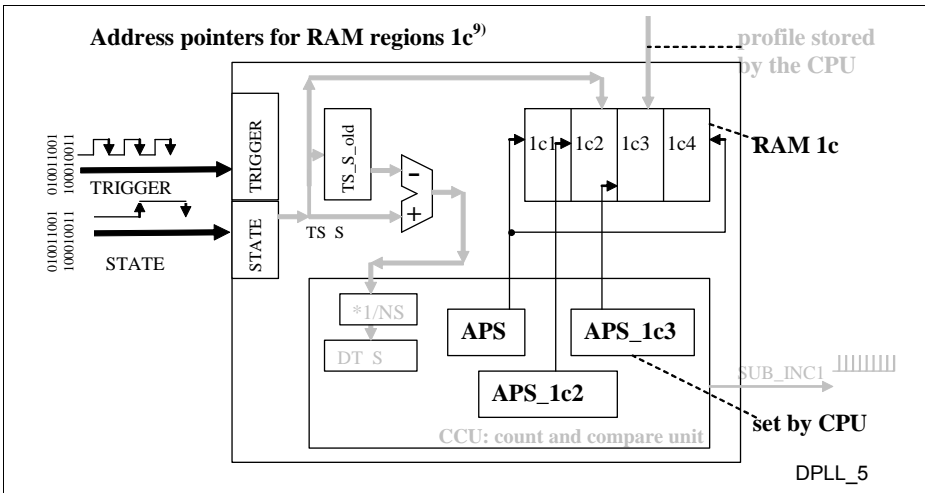 Address pointers for RAM regions 1c9)
profile stored
by the CPU
010011001
100010011
TRIGGER
TRIGGER
TS_S_old
-
+
1c1
1c2
1c3
1c4
RAM 1c
010011001
100010011
STATE
STATE
TS S
*1/NS
DT S
APS
APS_1c3
APS_1c2
SUB_INC1
set by CPU
CCU: count and compare unit
DPLL_5